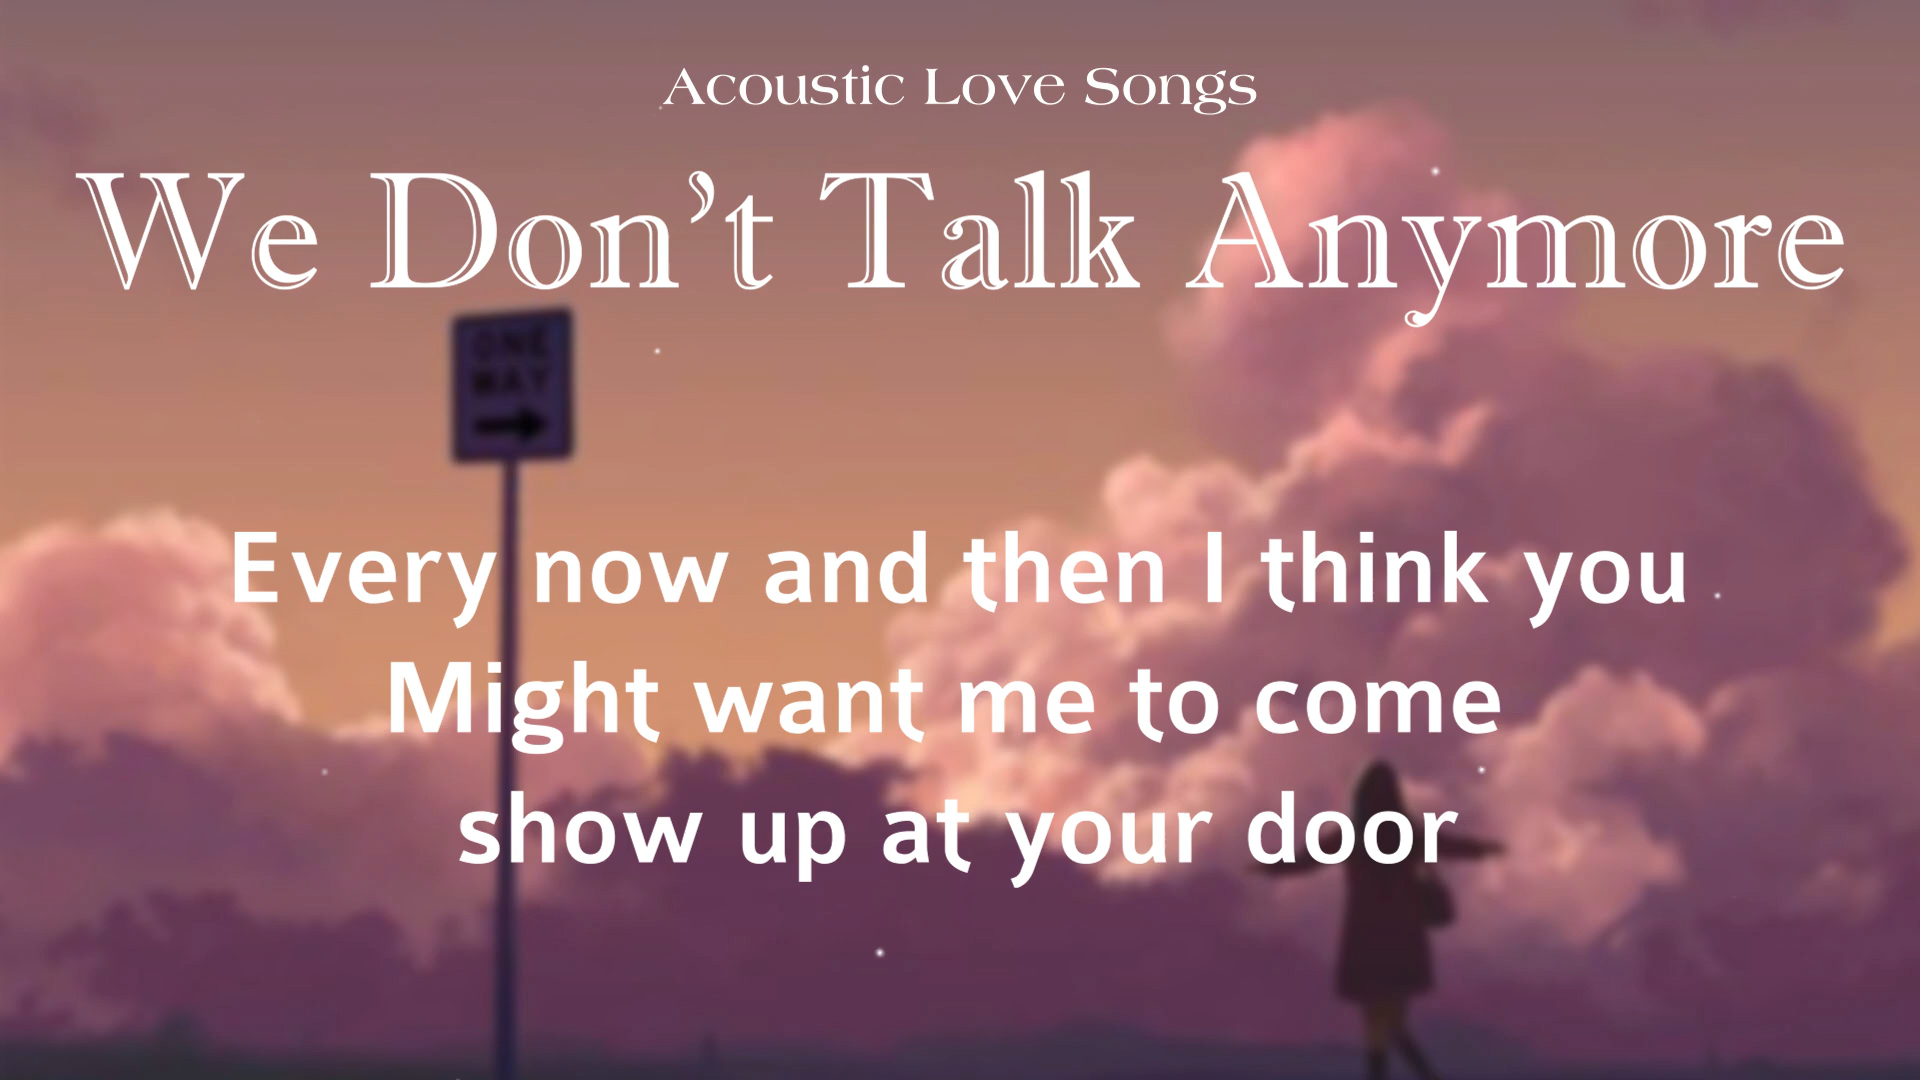 Acoustic Love Songs
We Don't Talk Anymore
ONE
WAY
Every now and then I think you
Might want me to come
show up at your door